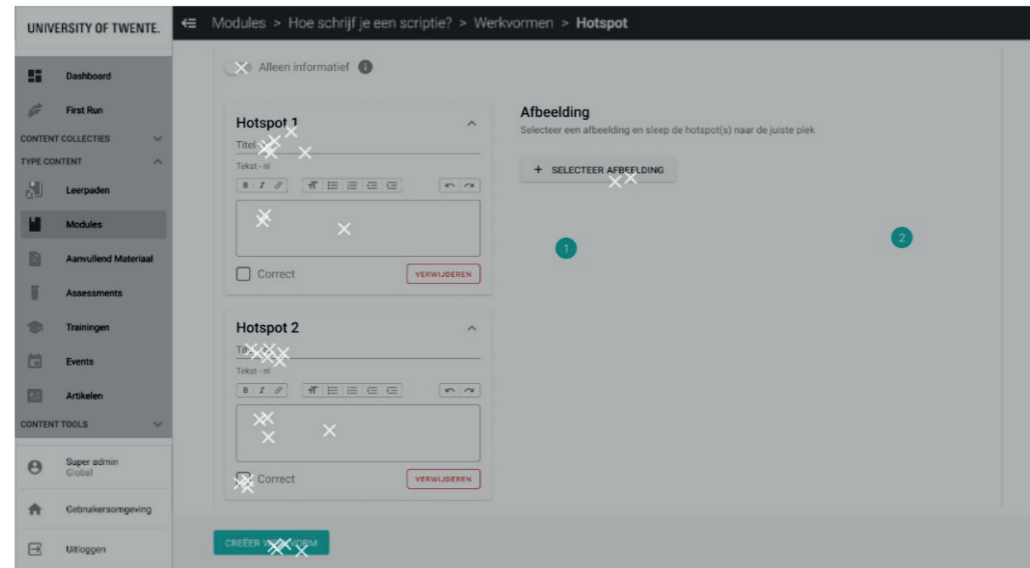 UNIVERSITY OF TWENTE.
Modules > Hoe schrijf je een scriptie? > Werkvormen > Hotspot
Dashboard
First Run
CONTENT COLLECTIES
TYPE CONTENT
Leerpaden
Modules
Aanvullend Materiaal
Assessments
Trainingen
Events
Artikelen
CONTENT TOOLS
Super admin
Global
Gebruikersomgeving
Uitloggen
Alleen informatief
Hotspot 1
Titel
Tekst - nl
B I
Correct
VERWIJDEREN
Hotspot 2
Tekst - nl
B I
Correct
VERWIJDEREN
CREËER
Afbeelding
Selecteer een afbeelding en sleep de hotspot(s) naar de juiste plek
+ SELECTEER AFBEELDING
1
2